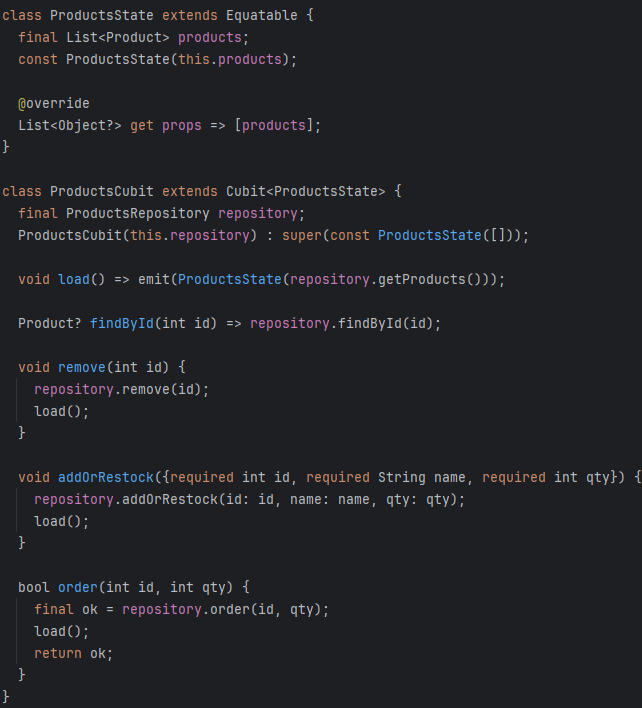 class ProductsState extends Equatable {
  final List<Product> products;
  const ProductsState(this.products);

  @override
  List<Object?> get props => [products];
}

class ProductsCubit extends Cubit<ProductsState> {
  final ProductsRepository repository;
  ProductsCubit(this.repository) : super(const ProductsState([]));

  void load() => emit(ProductsState(repository.getProducts()));

  Product? findById(int id) => repository.findById(id);

  void remove(int id) {
    repository.remove(id);
    load();
  }

  void addOrRestock({required int id, required String name, required int qty}) {
    repository.addOrRestock(id: id, name: name, qty: qty);
    load();
  }

  bool order(int id, int qty) {
    final ok = repository.order(id, qty);
    load();
    return ok;
  }
}